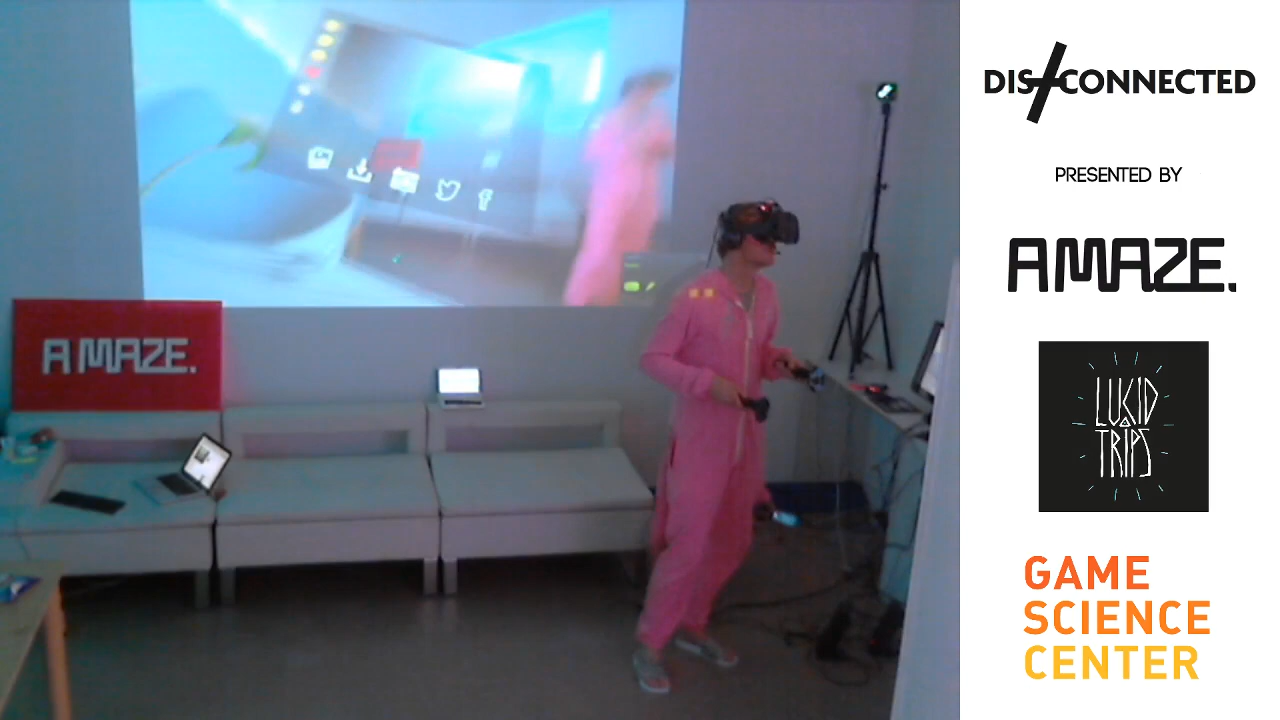 A MAZE.
DIS/CONNECTED
PRESENTED BY
A MAZE.
LUCID
TRIPS
GAME
SCIENCE
CENTER